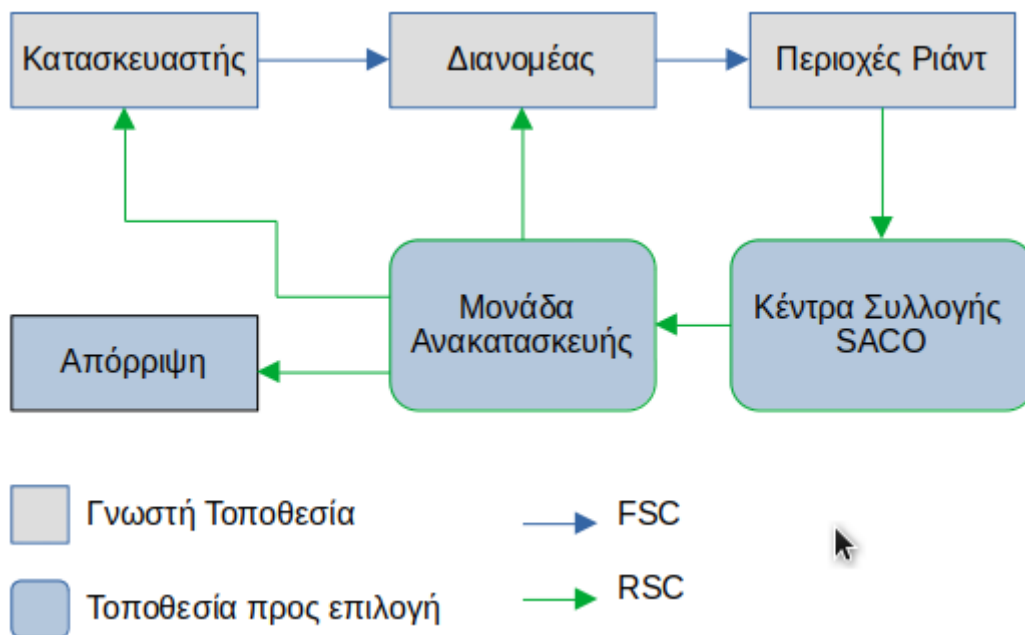 Κατασκευαστής
Διανομέας
Περιοχές Ριάντ
Μονάδα
Ανακατασκευής
Κέντρα Συλλογής
SACO
Απόρριψη
Γνωστή Τοποθεσία
FSC
Τοποθεσία προς επιλογή
RSC